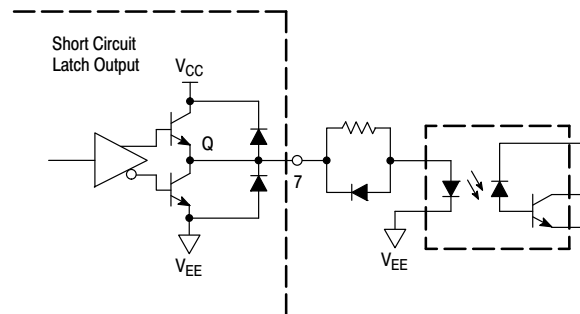 Short Circuit
Latch Output
VCC
Q
7
VEE
VEE